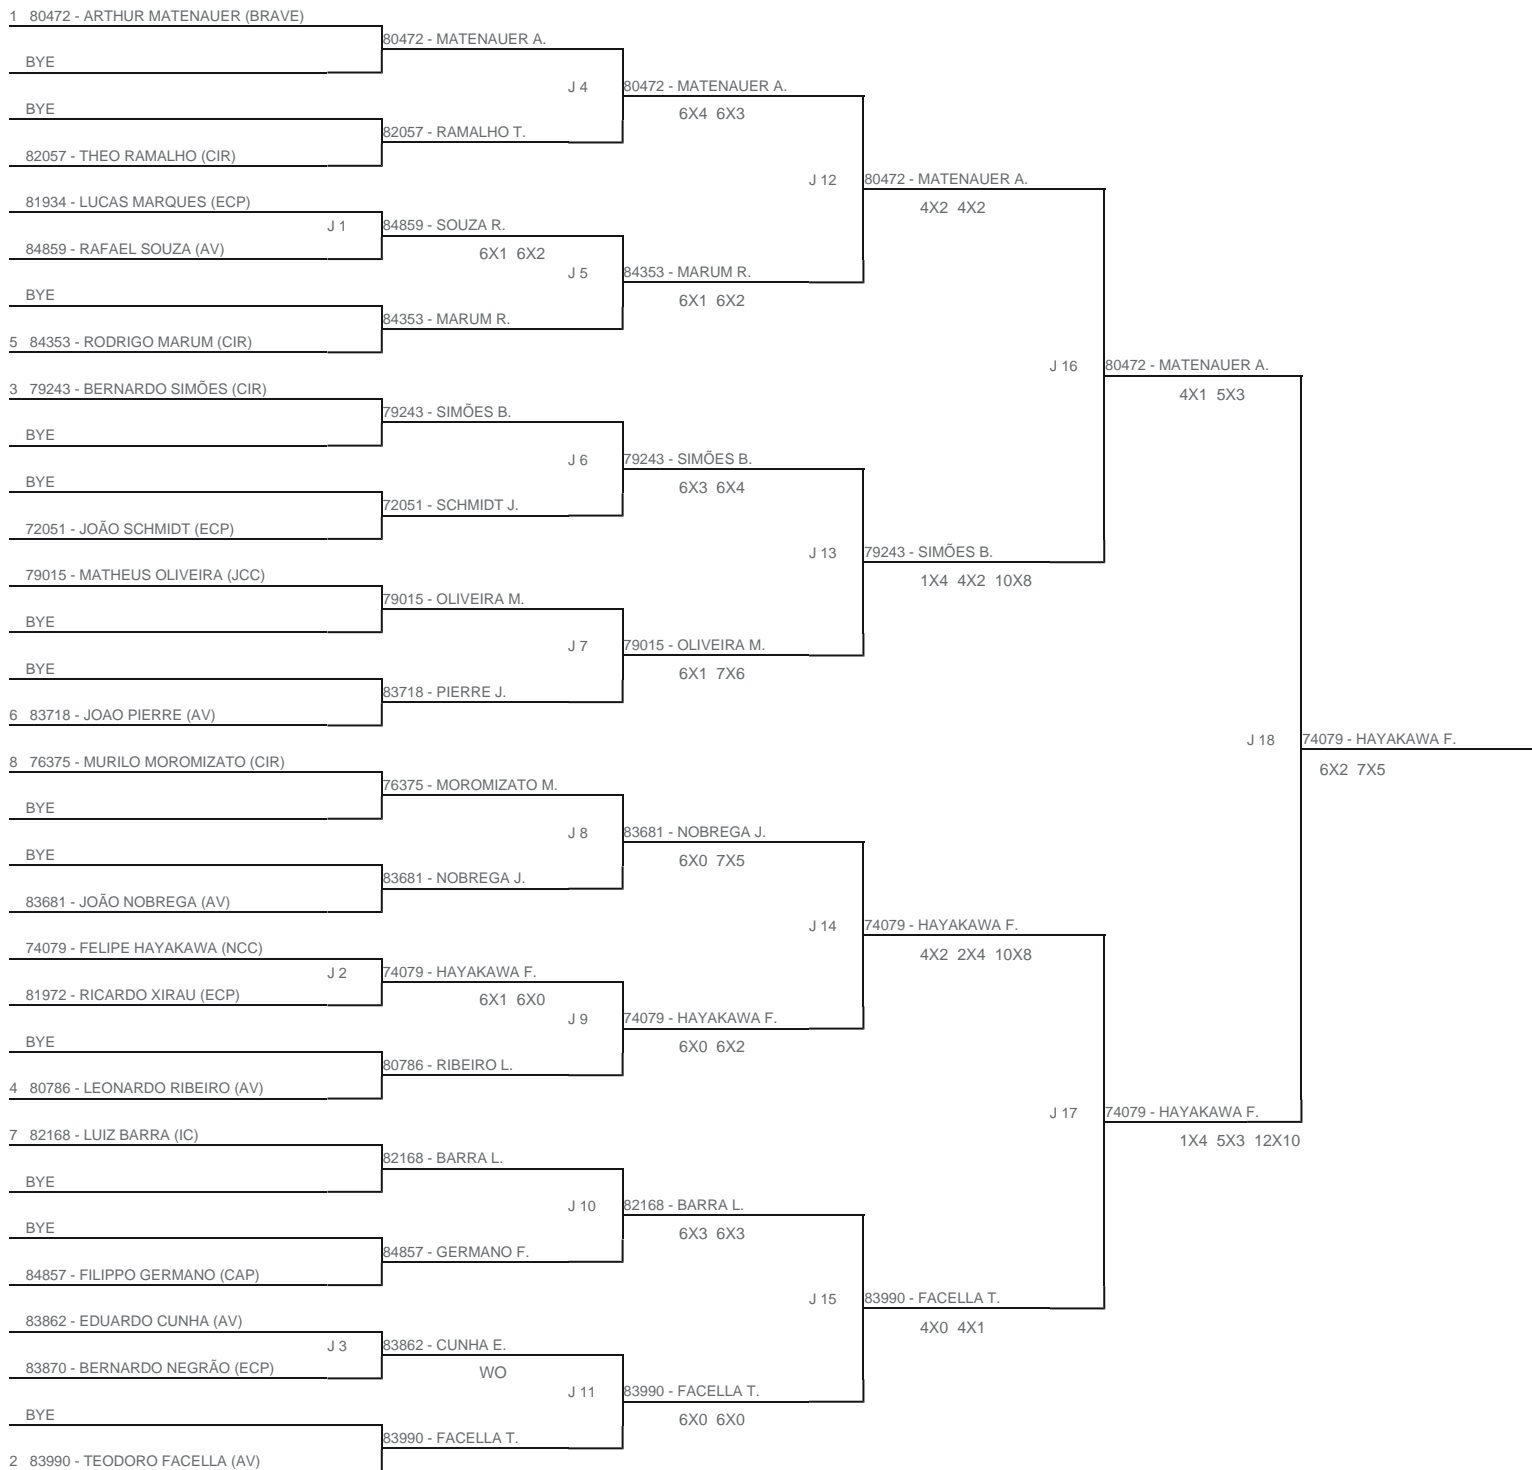 1 80472 - ARTHUR MATENAUER (BRAVE)
80472 - MATENAUER A.
BYE
J 4
80472 - MATENAUER A.
6X4 6X3
BYE
82057 - RAMALHO T.
82057 - THEO RAMALHO (CIR)
J 12
80472 - MATENAUER A.
4X2 4X2
81934 - LUCAS MARQUES (ECP)
J 1
84859 - SOUZA R.
6X1 6X2
84859 - RAFAEL SOUZA (AV)
J 5
84353 - MARUM R.
6X1 6X2
BYE
84353 - MARUM R.
5 84353 - RODRIGO MARUM (CIR)
J 16
80472 - MATENAUER A.
4X1 5X3
3 79243 - BERNARDO SIMÕES (CIR)
79243 - SIMÕES B.
BYE
J 6
79243 - SIMÕES B.
6X3 6X4
BYE
72051 - SCHMIDT J.
72051 - JOÃO SCHMIDT (ECP)
J 13
79243 - SIMÕES B.
1X4 4X2 10X8
79015 - MATHEUS OLIVEIRA (JCC)
79015 - OLIVEIRA M.
BYE
J 7
79015 - OLIVEIRA M.
6X1 7X6
BYE
83718 - PIERRE J.
6 83718 - JOAO PIERRE (AV)
J 18
74079 - HAYAKAWA F.
6X2 7X5
8 76375 - MURILO MOROMIZATO (CIR)
76375 - MOROMIZATO M.
BYE
J 8
83681 - NOBREGA J.
6X0 7X5
BYE
83681 - NOBREGA J.
83681 - JOÃO NOBREGA (AV)
J 14
74079 - HAYAKAWA F.
4X2 2X4 10X8
74079 - FELIPE HAYAKAWA (NCC)
J 2
74079 - HAYAKAWA F.
6X1 6X0
81972 - RICARDO XIRAU (ECP)
J 9
74079 - HAYAKAWA F.
6X0 6X2
BYE
80786 - RIBEIRO L.
4 80786 - LEONARDO RIBEIRO (AV)
J 17
74079 - HAYAKAWA F.
1X4 5X3 12X10
7 82168 - LUIZ BARRA (IC)
82168 - BARRA L.
BYE
J 10
82168 - BARRA L.
6X3 6X3
BYE
84857 - GERMANO F.
84857 - FILIPPO GERMANO (CAP)
J 15
83990 - FACELLA T.
4X0 4X1
83862 - EDUARDO CUNHA (AV)
J 3
83862 - CUNHA E.
WO
83870 - BERNARDO NEGRÃO (ECP)
J 11
83990 - FACELLA T.
6X0 6X0
BYE
83990 - FACELLA T.
2 83990 - TEODORO FACELLA (AV)